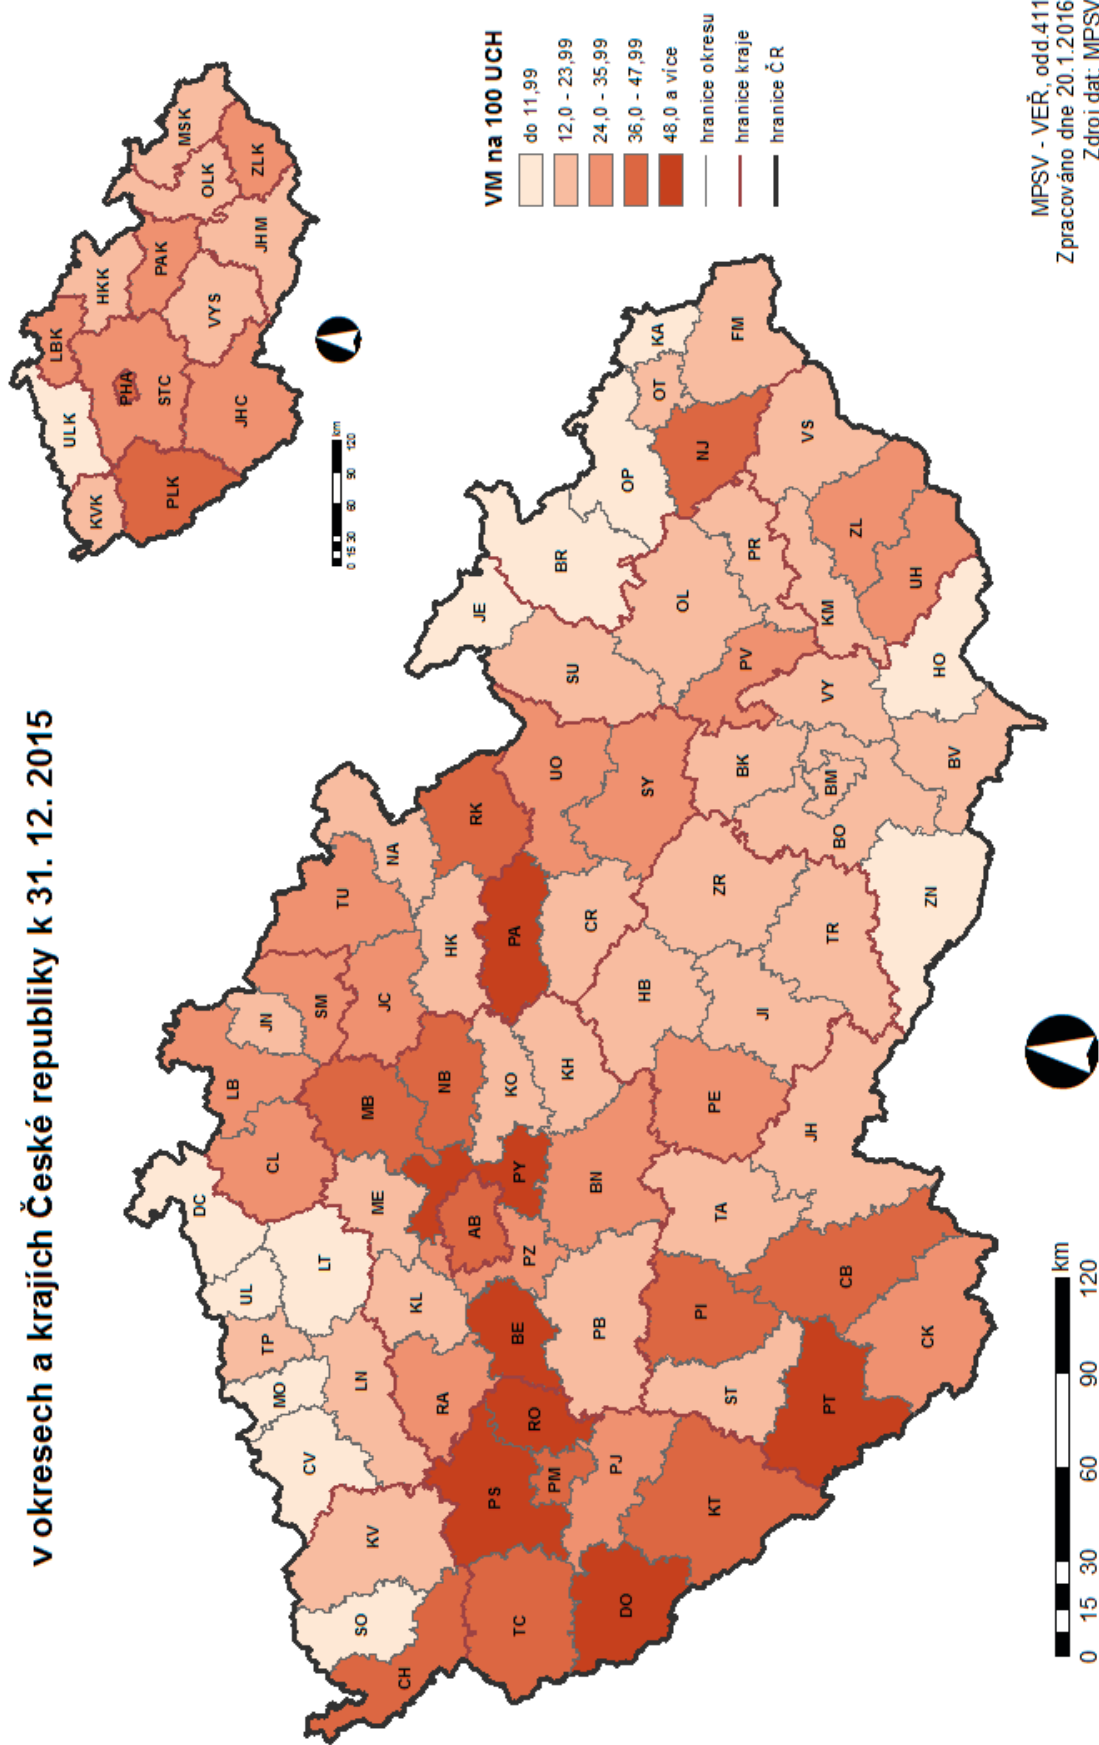 v okresech a krajích České republiky k 31. 12. 2015
KVK
ULK
LBK
HKK
PAK
PLK
PHA
STC
JHC
VYS
JHM
OLK
MSK
ZLK
0 15 30 60 90 120
km
VM na 100 UCH
do 11,99
12,0 - 23,99
24,0 - 35,99
36,0 - 47,99
48,0 a více
hranice okresu
hranice kraje
hranice ČR
DC
UL
LT
TP
MO
CV
LN
CL
LB
JN
SM
TU
JC
NA
HK
RK
MB
ME
KL
RA
KV
SO
CH
TC
PS
RO
PM
PJ
DO
KT
BE
AB
PZ
PY
NB
KO
KH
BN
PB
PA
CR
UO
SY
SU
JE
BR
OP
OT
KA
FM
NJ
VS
OL
PR
PV
KM
ZL
UH
HO
VY
BK
BM
BO
BV
ZN
ZR
TR
HB
JI
PE
JH
TA
PI
ST
CB
PT
CK
0 15 30 60 90 120
km
MPSV - VEŘ, odd.411
Zpracováno dne 20.1.2016
Zdroj dat: MPSV